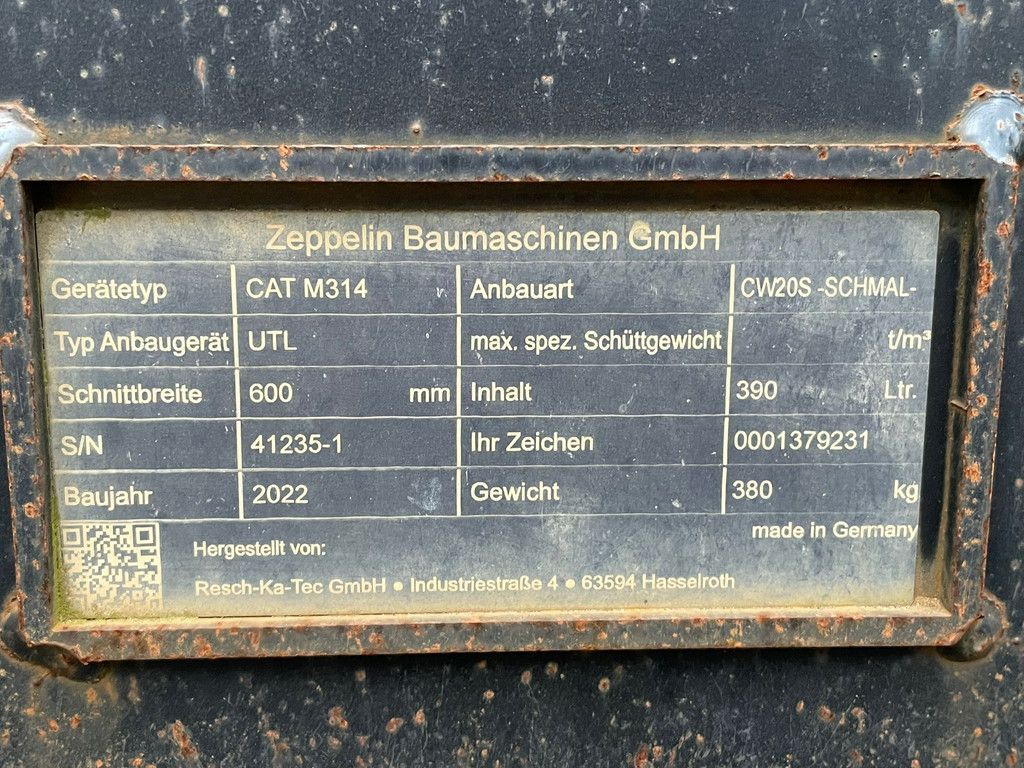 Zeppelin Baumaschinen GmbH
Gerätetyp CAT M314 Anbauart CW20S -SCHMAL-
Typ Anbaugerät UTL max. spez. Schüttgewicht t/m³
Schnittbreite 600 mm Inhalt 390 Ltr.
S/N 41235-1 Ihr Zeichen 0001379231
Baujahr 2022 Gewicht 380 kg
made in Germany
Hergestellt von:
Resch-Ka-Tec GmbH ● Industriestraße 4 ● 63594 Hasselroth